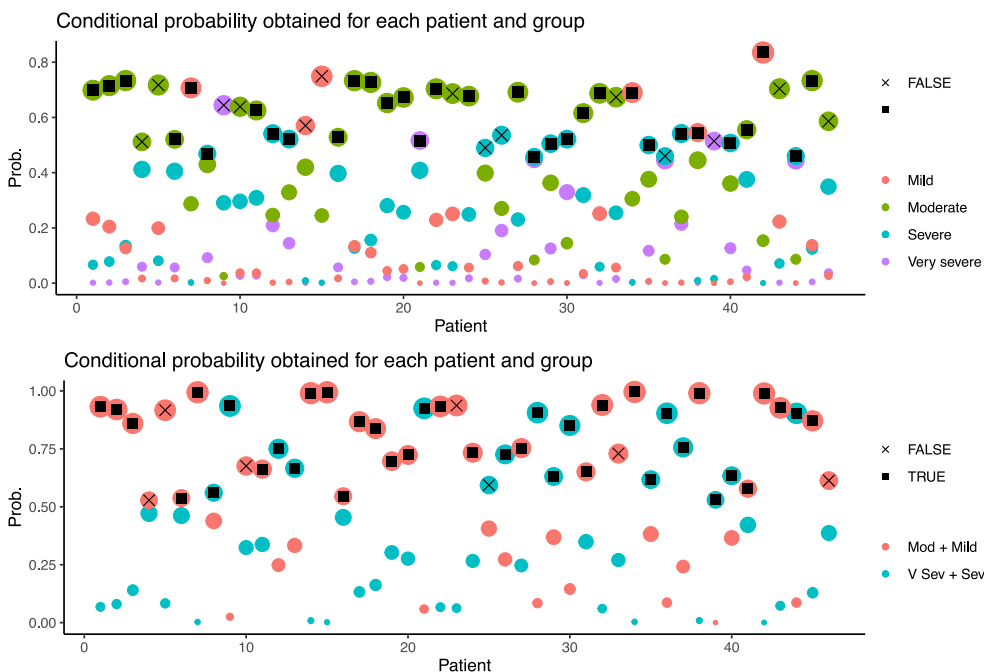 Conditional probability obtained for each patient and group
Prob.
0.8
0.6
0.4
0.2
0.0
0
10
20
30
40
Patient
FALSE
Mild
Moderate
Severe
Very severe
Conditional probability obtained for each patient and group
Prob.
1.00
0.75
0.50
0.25
0.00
0
10
20
30
40
Patient
FALSE
TRUE
Mod + Mild
V Sev + Sev